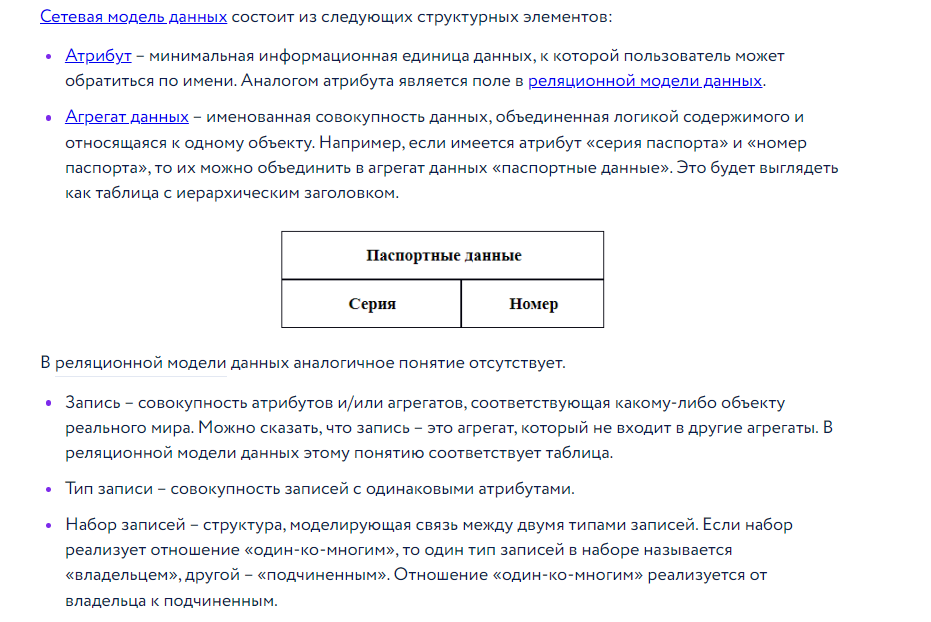 Сетевая модель данных состоит из следующих структурных элементов:
• Атрибут – минимальная информационная единица данных, к которой пользователь может
обратиться по имени. Аналогом атрибута является поле в реляционной модели данных.
• Агрегат данных – именованная совокупность данных, объединенная логикой содержимого и
относящаяся к одному объекту. Например, если имеется атрибут «серия паспорта» и «номер
паспорта», то их можно объединить в агрегат данных «паспортные данные». Это будет выглядеть
как таблица с иерархическим заголовком.
Паспортные данные
Серия Номер
В реляционной модели данных аналогичное понятие отсутствует.
• Запись – совокупность атрибутов и/или агрегатов, соответствующая какому-либо объекту
реального мира. Можно сказать, что запись – это агрегат, который не входит в другие агрегаты. В
реляционной модели данных этому понятию соответствует таблица.
• Тип записи – совокупность записей с одинаковыми атрибутами.
• Набор записей – структура, моделирующая связь между двумя типами записей. Если набор
реализует отношение «один-ко-многим», то один тип записей в наборе называется
«владельцем», другой – «подчиненным». Отношение «один-ко-многим» реализуется от
владельца к подчиненным.